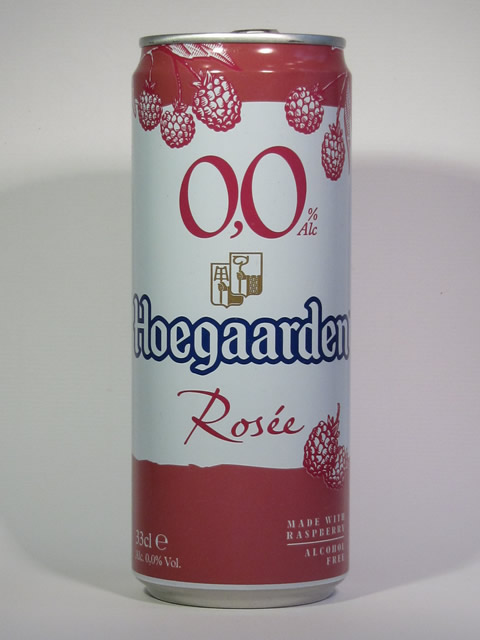 0,0 % Alc
Hoegaarden
Rosée
MADE WITH
RASPBERRY
ALCOHOL
FREE
33cl e
Alc. 0,0% Vol.